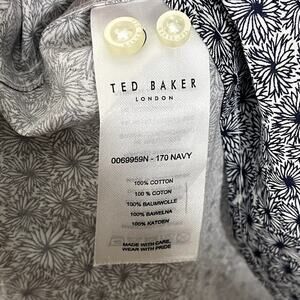 TED BAKER
LONDON
0069959N - 170 NAVY
100% COTTON
100 % COTON
100% BAUMWOLLE
100% BAWELNA
100% KATOEN
MADE WITH CARE,
WEAR WITH PRIDE